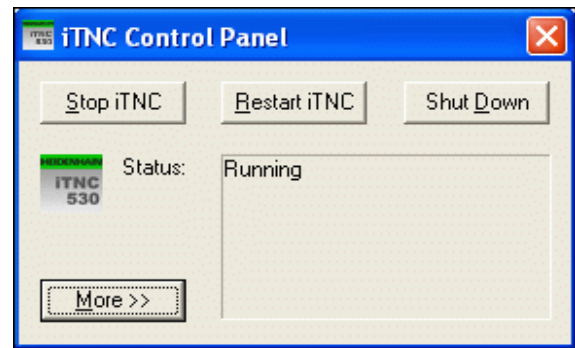 iTNC Control Panel
Stop iTNC
Restart iTNC
Shut Down
HEIDENHAIN
iTNC
530
Status:
Running
More >>